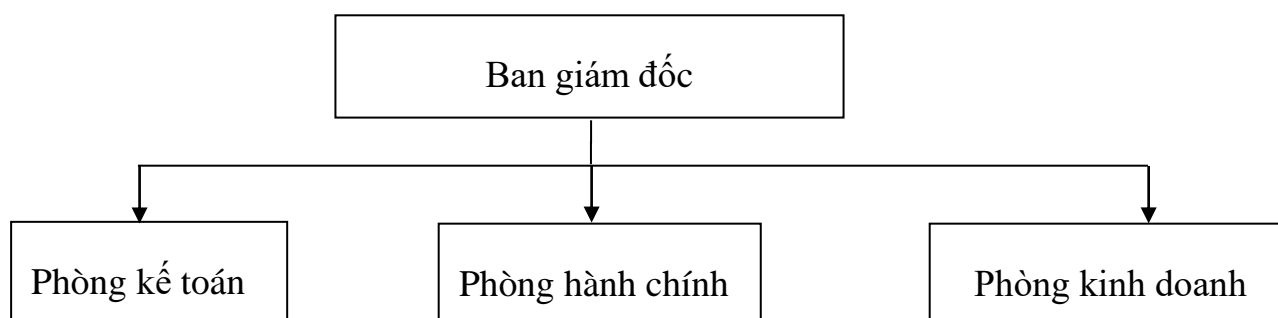 Ban giám đốc
Phòng kế toán
Phòng hành chính
Phòng kinh doanh